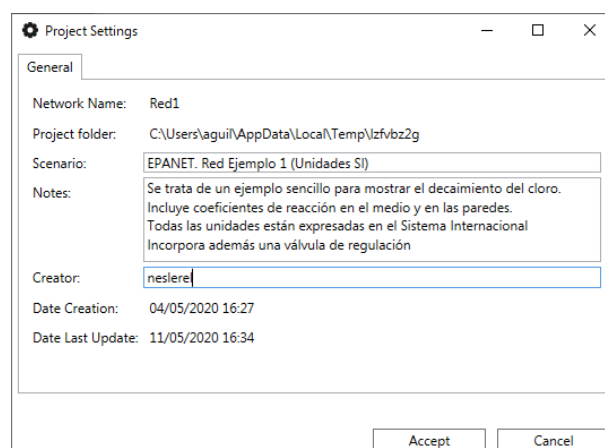 Project Settings
General
Network Name: Red1
Project folder: C:\Users\aguil\AppData\Local\Temp\lzfvbz2g
Scenario: EPANET. Red Ejemplo 1 (Unidades SI)
Notes: Se trata de un ejemplo sencillo para mostrar el decaimiento del cloro.
Incluye coeficientes de reacción en el medio y en las paredes.
Todas las unidades están expresadas en el Sistema Internacional
Incorpora además una válvula de regulación
Creator: neslerel
Date Creation: 04/05/2020 16:27
Date Last Update: 11/05/2020 16:34
Accept Cancel